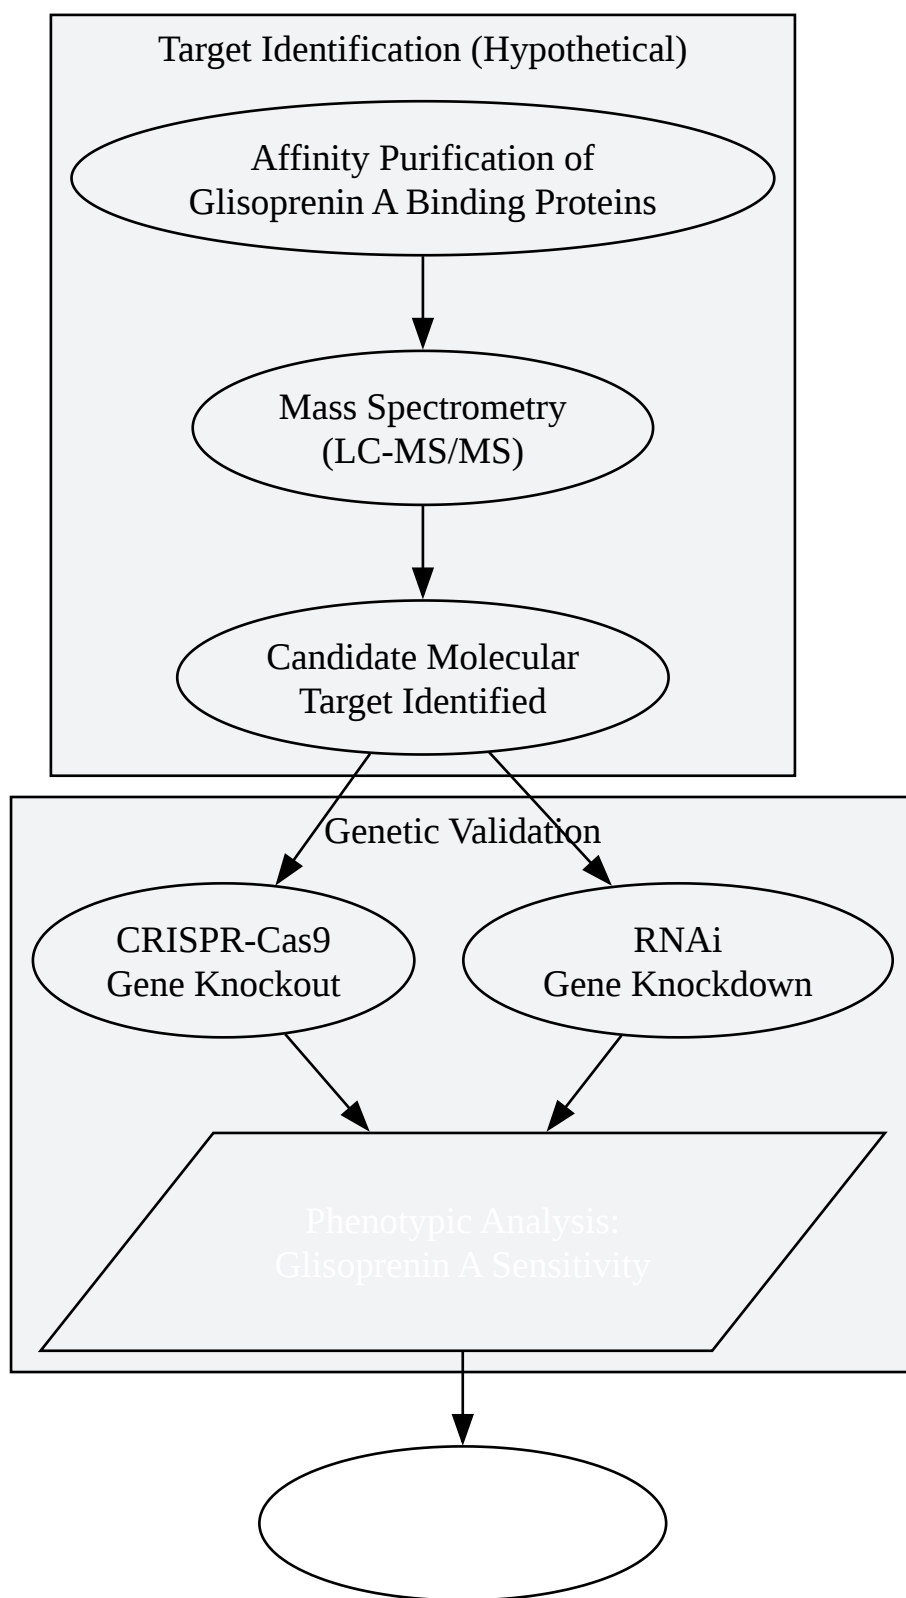 Target Identification (Hypothetical)
Affinity Purification of
Glisoprenin A Binding Proteins
Mass Spectrometry
(LC-MS/MS)
Candidate Molecular
Target Identified
Genetic Validation
CRISPR-Cas9
Gene Knockout
RNAi
Gene Knockdown
Phenotypic Analysis:
Glisoprenin A Sensitivity